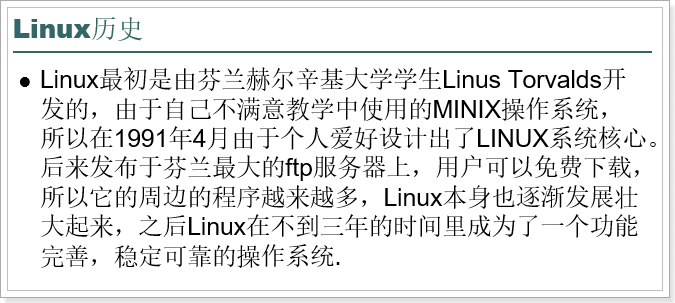 Linux历史
● Linux最初是由芬兰赫尔辛基大学学生Linus Torvalds开
发的，由于自己不满意教学中使用的MINIX操作系统，
所以在1991年4月由于个人爱好设计出了LINUX系统核心。
后来发布于芬兰最大的ftp服务器上，用户可以免费下载，
所以它的周边的程序越来越多，Linux本身也逐渐发展壮
大起来，之后Linux在不到三年的时间里成为了一个功能
完善，稳定可靠的操作系统.